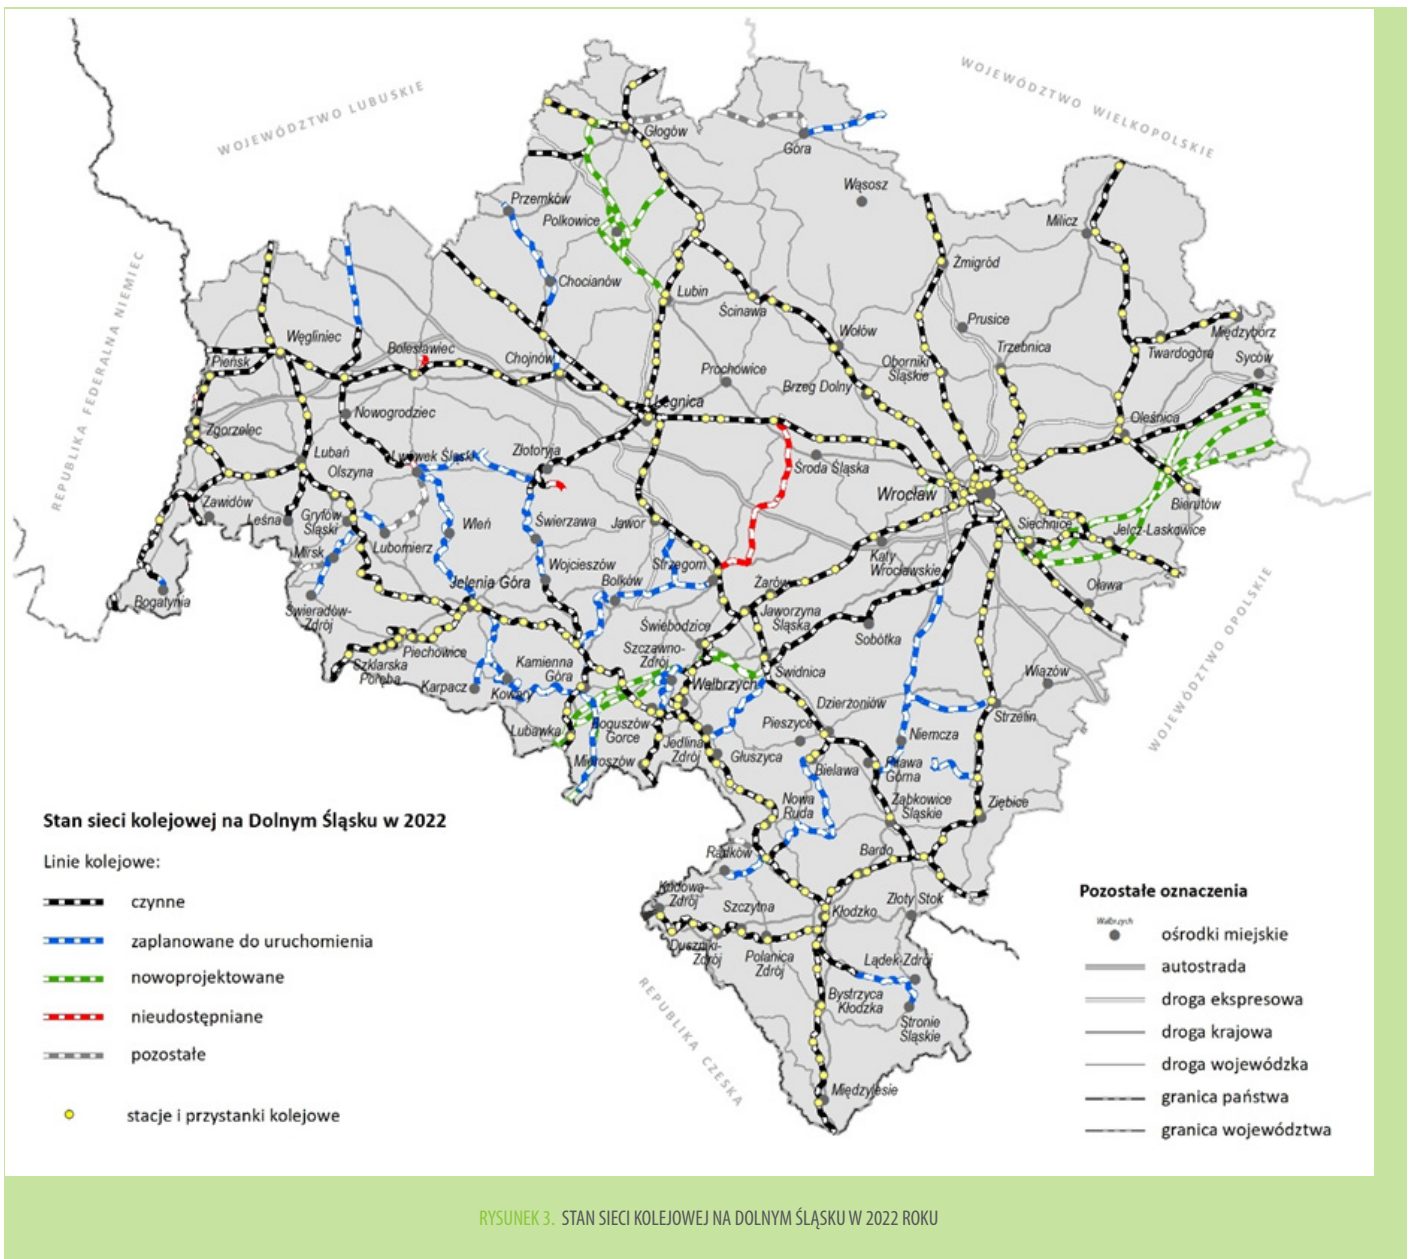 WOJEWÓDZTWO LUBUSKIE
WOJEWÓDZTWO WIELKOPOLSKIE
REPUBLIKA FEDERALNA NIEMIEC
WOJEWÓDZTWO OPOLSKIE
REPUBLIKA CZESKA
Głogów
Góra
Wąsosz
Przemków
Polkowice
Milicz
Żmigród
Chocianów
Lubin
Ścinawa
Prusice
Międzybórz
Węgliniec
Wołów
Twardogóra
Pieńsk
Bolesławiec
Chojnów
Oborniki
Śląskie
Trzebnica
Syców
Prochowice
Brzeg Dolny
Nowogrodziec
Legnica
Oleśnica
Zgorzelec
Lubań
Olszyna
Lwówek Śląski
Złotoryja
Środa Śląska
Wrocław
Bierutów
Zawidów
Leśna
Gryfów
Śląski
Wleń
Świerzawa
Jawor
Siechnice
Jelcz-Laskowice
Mirsk
Lubomierz
Wojcieszów
Strzegom
Kąty
Wrocławskie
Bogatynia
Świeradów-
Zdrój
Jelenia Góra
Bolków
Żarów
Oława
Jaworzyna
Śląska
Świebodzice
Sobótka
Szklarska
Poręba
Piechowice
Karpacz
Kowary
Kamienna
Góra
Szczawno-
Zdrój
Wałbrzych
Świdnica
Wiązów
Dzierżoniów
Strzelin
Lubawka
Boguszów-
Gorce
Pieszyce
Niemcza
Mieroszów
Jedlina
Zdrój
Głuszyca
Bielawa
Piława
Górna
Nowa
Ruda
Ząbkowice
Śląskie
Ziębice
Radków
Bardo
Kudowa-
Zdrój
Szczytna
Kłodzko
Złoty Stok
Duszniki-
Zdrój
Polanica
Zdrój
Lądek-Zdrój
Bystrzyca
Kłodzka
Stronie
Śląskie
Międzylesie
Stan sieci kolejowej na Dolnym Śląsku w 2022
Linie kolejowe:
czynne
zaplanowane do uruchomienia
nowoprojektowane
nieudostępniane
pozostałe
stacje i przystanki kolejowe
Pozostałe oznaczenia
Wałbrzych
ośrodki miejskie
autostrada
droga ekspresowa
droga krajowa
droga wojewódzka
granica państwa
granica województwa
RYSUNEK 3. STAN SIECI KOLEJOWEJ NA DOLNYM ŚLĄSKU W 2022 ROKU